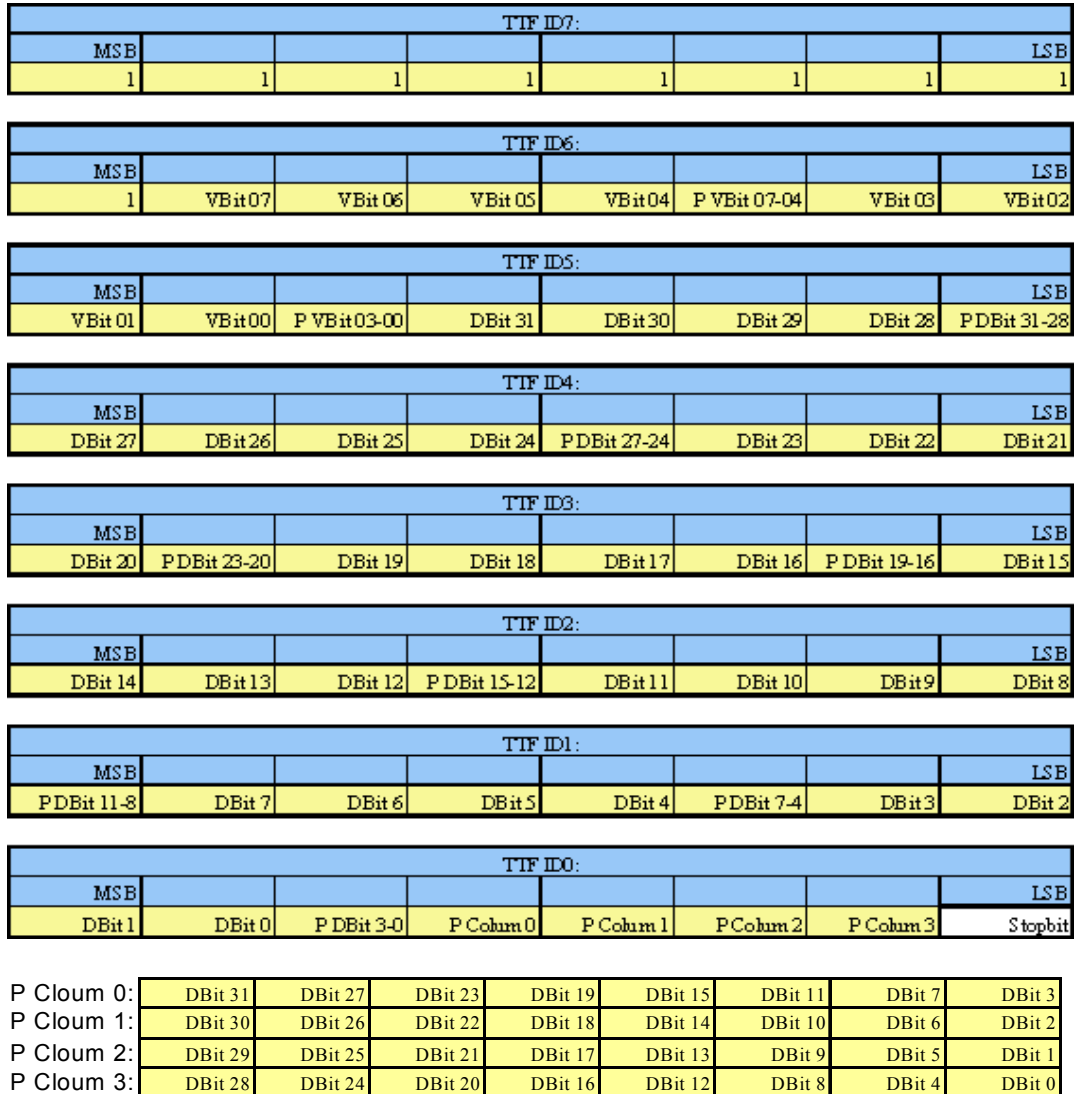 TTF ID7:
MSB LSB
1 1 1 1 1 1 1 1
TTF ID6:
MSB LSB
1 VBit 07 VBit 06 VBit 05 VBit 04 P VBit 07-04 VBit 03 VBit 02
TTF ID5:
MSB LSB
VBit 01 VBit 00 P VBit 03-00 DBit 31 DBit 30 DBit 29 DBit 28 P DBit 31-28
TTF ID4:
MSB LSB
DBit 27 DBit 26 DBit 25 DBit 24 P DBit 27-24 DBit 23 DBit 22 DBit 21
TTF ID3:
MSB LSB
DBit 20 P DBit 23-20 DBit 19 DBit 18 DBit 17 DBit 16 P DBit 19-16 DBit 15
TTF ID2:
MSB LSB
DBit 14 DBit 13 DBit 12 P DBit 15-12 DBit 11 DBit 10 DBit 9 DBit 8
TTF ID1:
MSB LSB
P DBit 11-8 DBit 7 DBit 6 DBit 5 DBit 4 P DBit 7-4 DBit 3 DBit 2
TTF ID0:
MSB LSB
DBit 1 DBit 0 P DBit 3-0 P Colum 0 P Colum 1 P Colum 2 P Colum 3 Stopbit
P Cloum 0: DBit 31 DBit 27 DBit 23 DBit 19 DBit 15 DBit 11 DBit 7 DBit 3
P Cloum 1: DBit 30 DBit 26 DBit 22 DBit 18 DBit 14 DBit 10 DBit 6 DBit 2
P Cloum 2: DBit 29 DBit 25 DBit 21 DBit 17 DBit 13 DBit 9 DBit 5 DBit 1
P Cloum 3: DBit 28 DBit 24 DBit 20 DBit 16 DBit 12 DBit 8 DBit 4 DBit 0